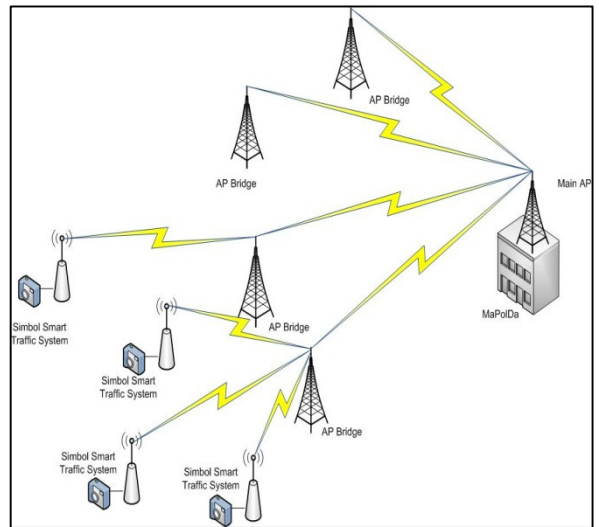 AP Bridge
AP Bridge
Main AP
MaPolDa
AP Bridge
Simbol Smart
Traffic System
Simbol Smart
Traffic System
AP Bridge
Simbol Smart
Traffic System
Simbol Smart
Traffic System